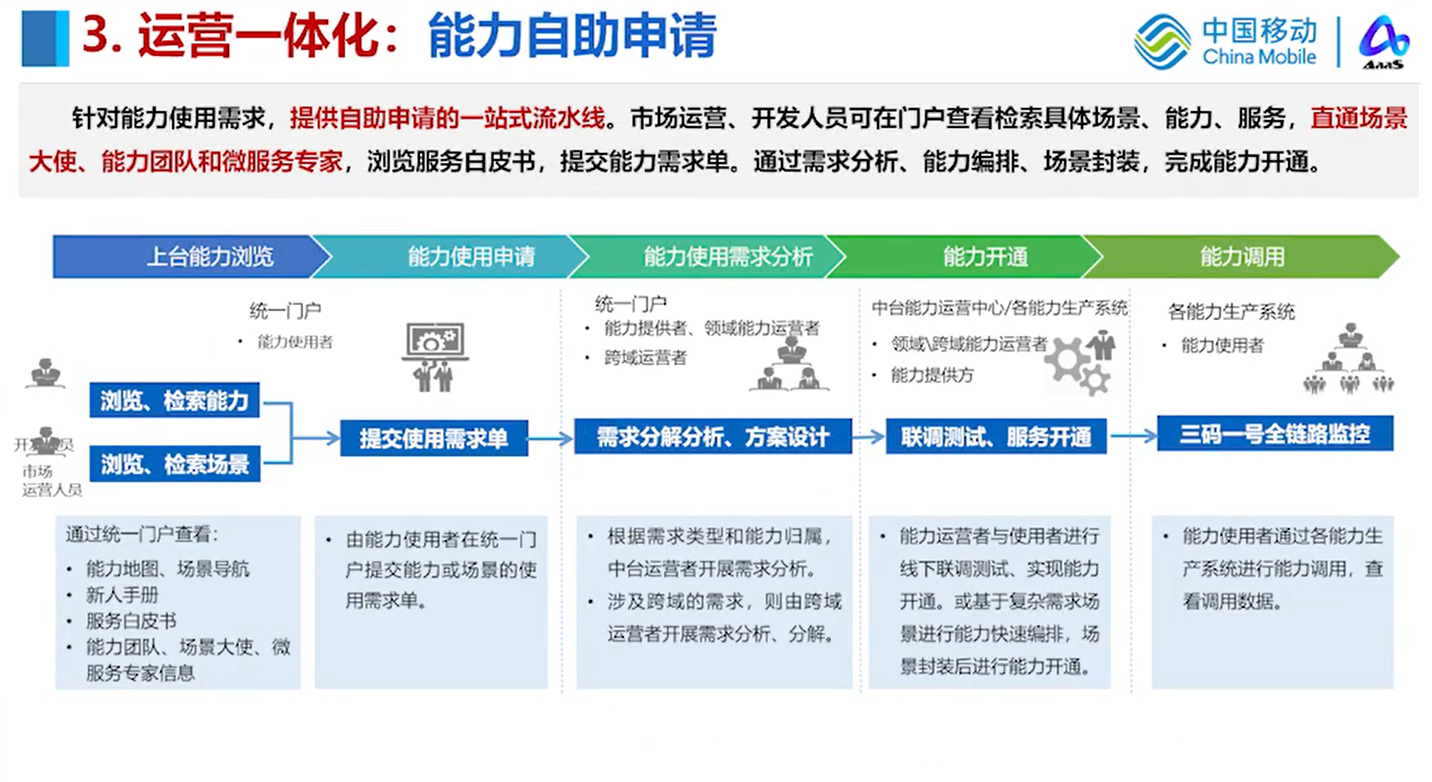 3. 运营一体化：能力自助申请
中国移动
China Mobile
AaaS
针对能力使用需求，提供自助申请的一站式流水线。市场运营、开发人员可在门户查看检索具体场景、能力、服务，直通场景
大使、能力团队和微服务专家，浏览服务白皮书，提交能力需求单。通过需求分析、能力编排、场景封装，完成能力开通。
上台能力浏览
能力使用申请
能力使用需求分析
能力开通
能力调用
统一门户
• 能力使用者
统一门户
• 能力提供者、领域能力运营者
• 跨域运营者
中台能力运营中心/各能力生产系统
• 领域\跨域能力运营者
• 能力提供方
各能力生产系统
• 能力使用者
开发人员
市场
运营人员
浏览、检索能力
浏览、检索场景
提交使用需求单
需求分解分析、方案设计
联调测试、服务开通
三码一号全链路监控
通过统一门户查看：
• 能力地图、场景导航
• 新人手册
• 服务白皮书
• 能力团队、场景大使、微
服务专家信息
• 由能力使用者在统一门
户提交能力或场景的使
用需求单。
• 根据需求类型和能力归属，
中台运营者开展需求分析。
• 涉及跨域的需求，则由跨域
运营者开展需求分析、分解。
• 能力运营者与使用者进行
线下联调测试、实现能力
开通。或基于复杂需求场
景进行能力快速编排，场
景封装后进行能力开通。
• 能力使用者通过各能力生
产系统进行能力调用，查
看调用数据。